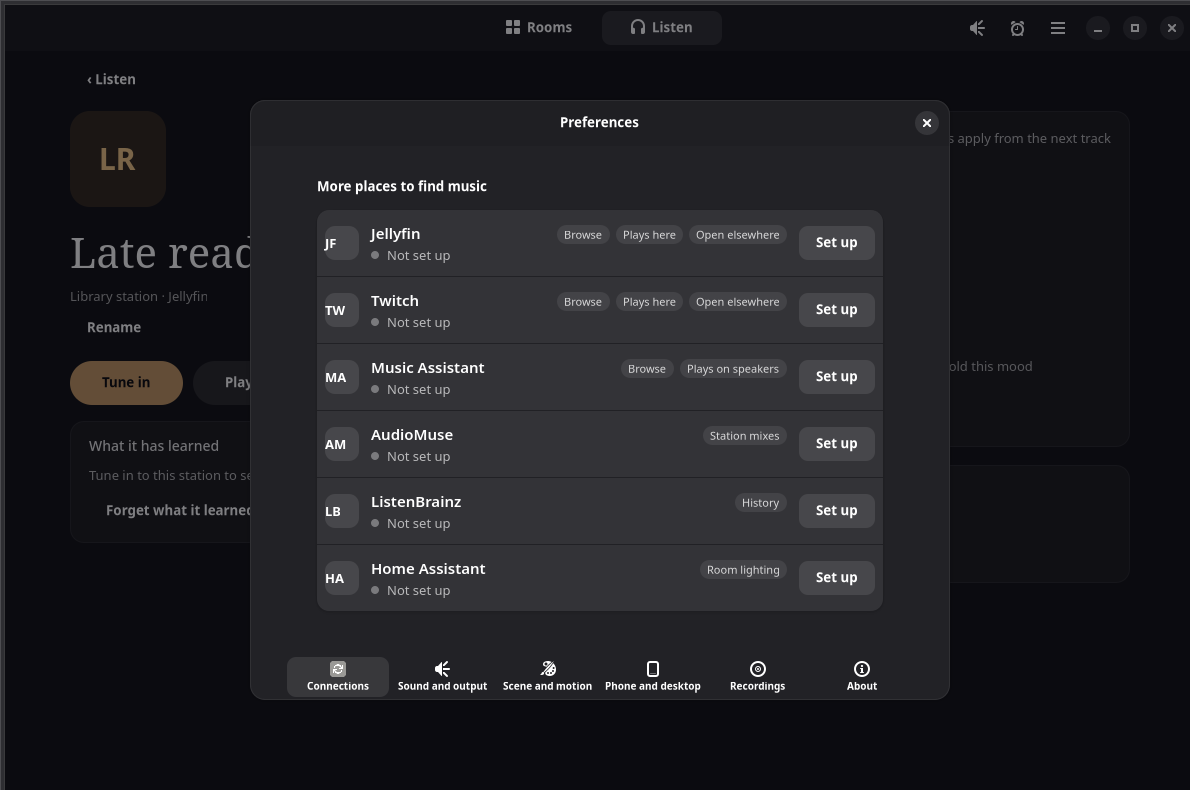 Rooms
Listen
‹ Listen
LR
Late read
Library station · Jellyfin
Rename
Tune in
Play
What it has learned
Tune in to this station to se
Forget what it learned
s apply from the next track
old this mood
Preferences
More places to find music
JF
Jellyfin
Not set up
Browse
Plays here
Open elsewhere
Set up
TW
Twitch
Not set up
Browse
Plays here
Open elsewhere
Set up
MA
Music Assistant
Not set up
Browse
Plays on speakers
Set up
AM
AudioMuse
Not set up
Station mixes
Set up
LB
ListenBrainz
Not set up
History
Set up
HA
Home Assistant
Not set up
Room lighting
Set up
Connections
Sound and output
Scene and motion
Phone and desktop
Recordings
About